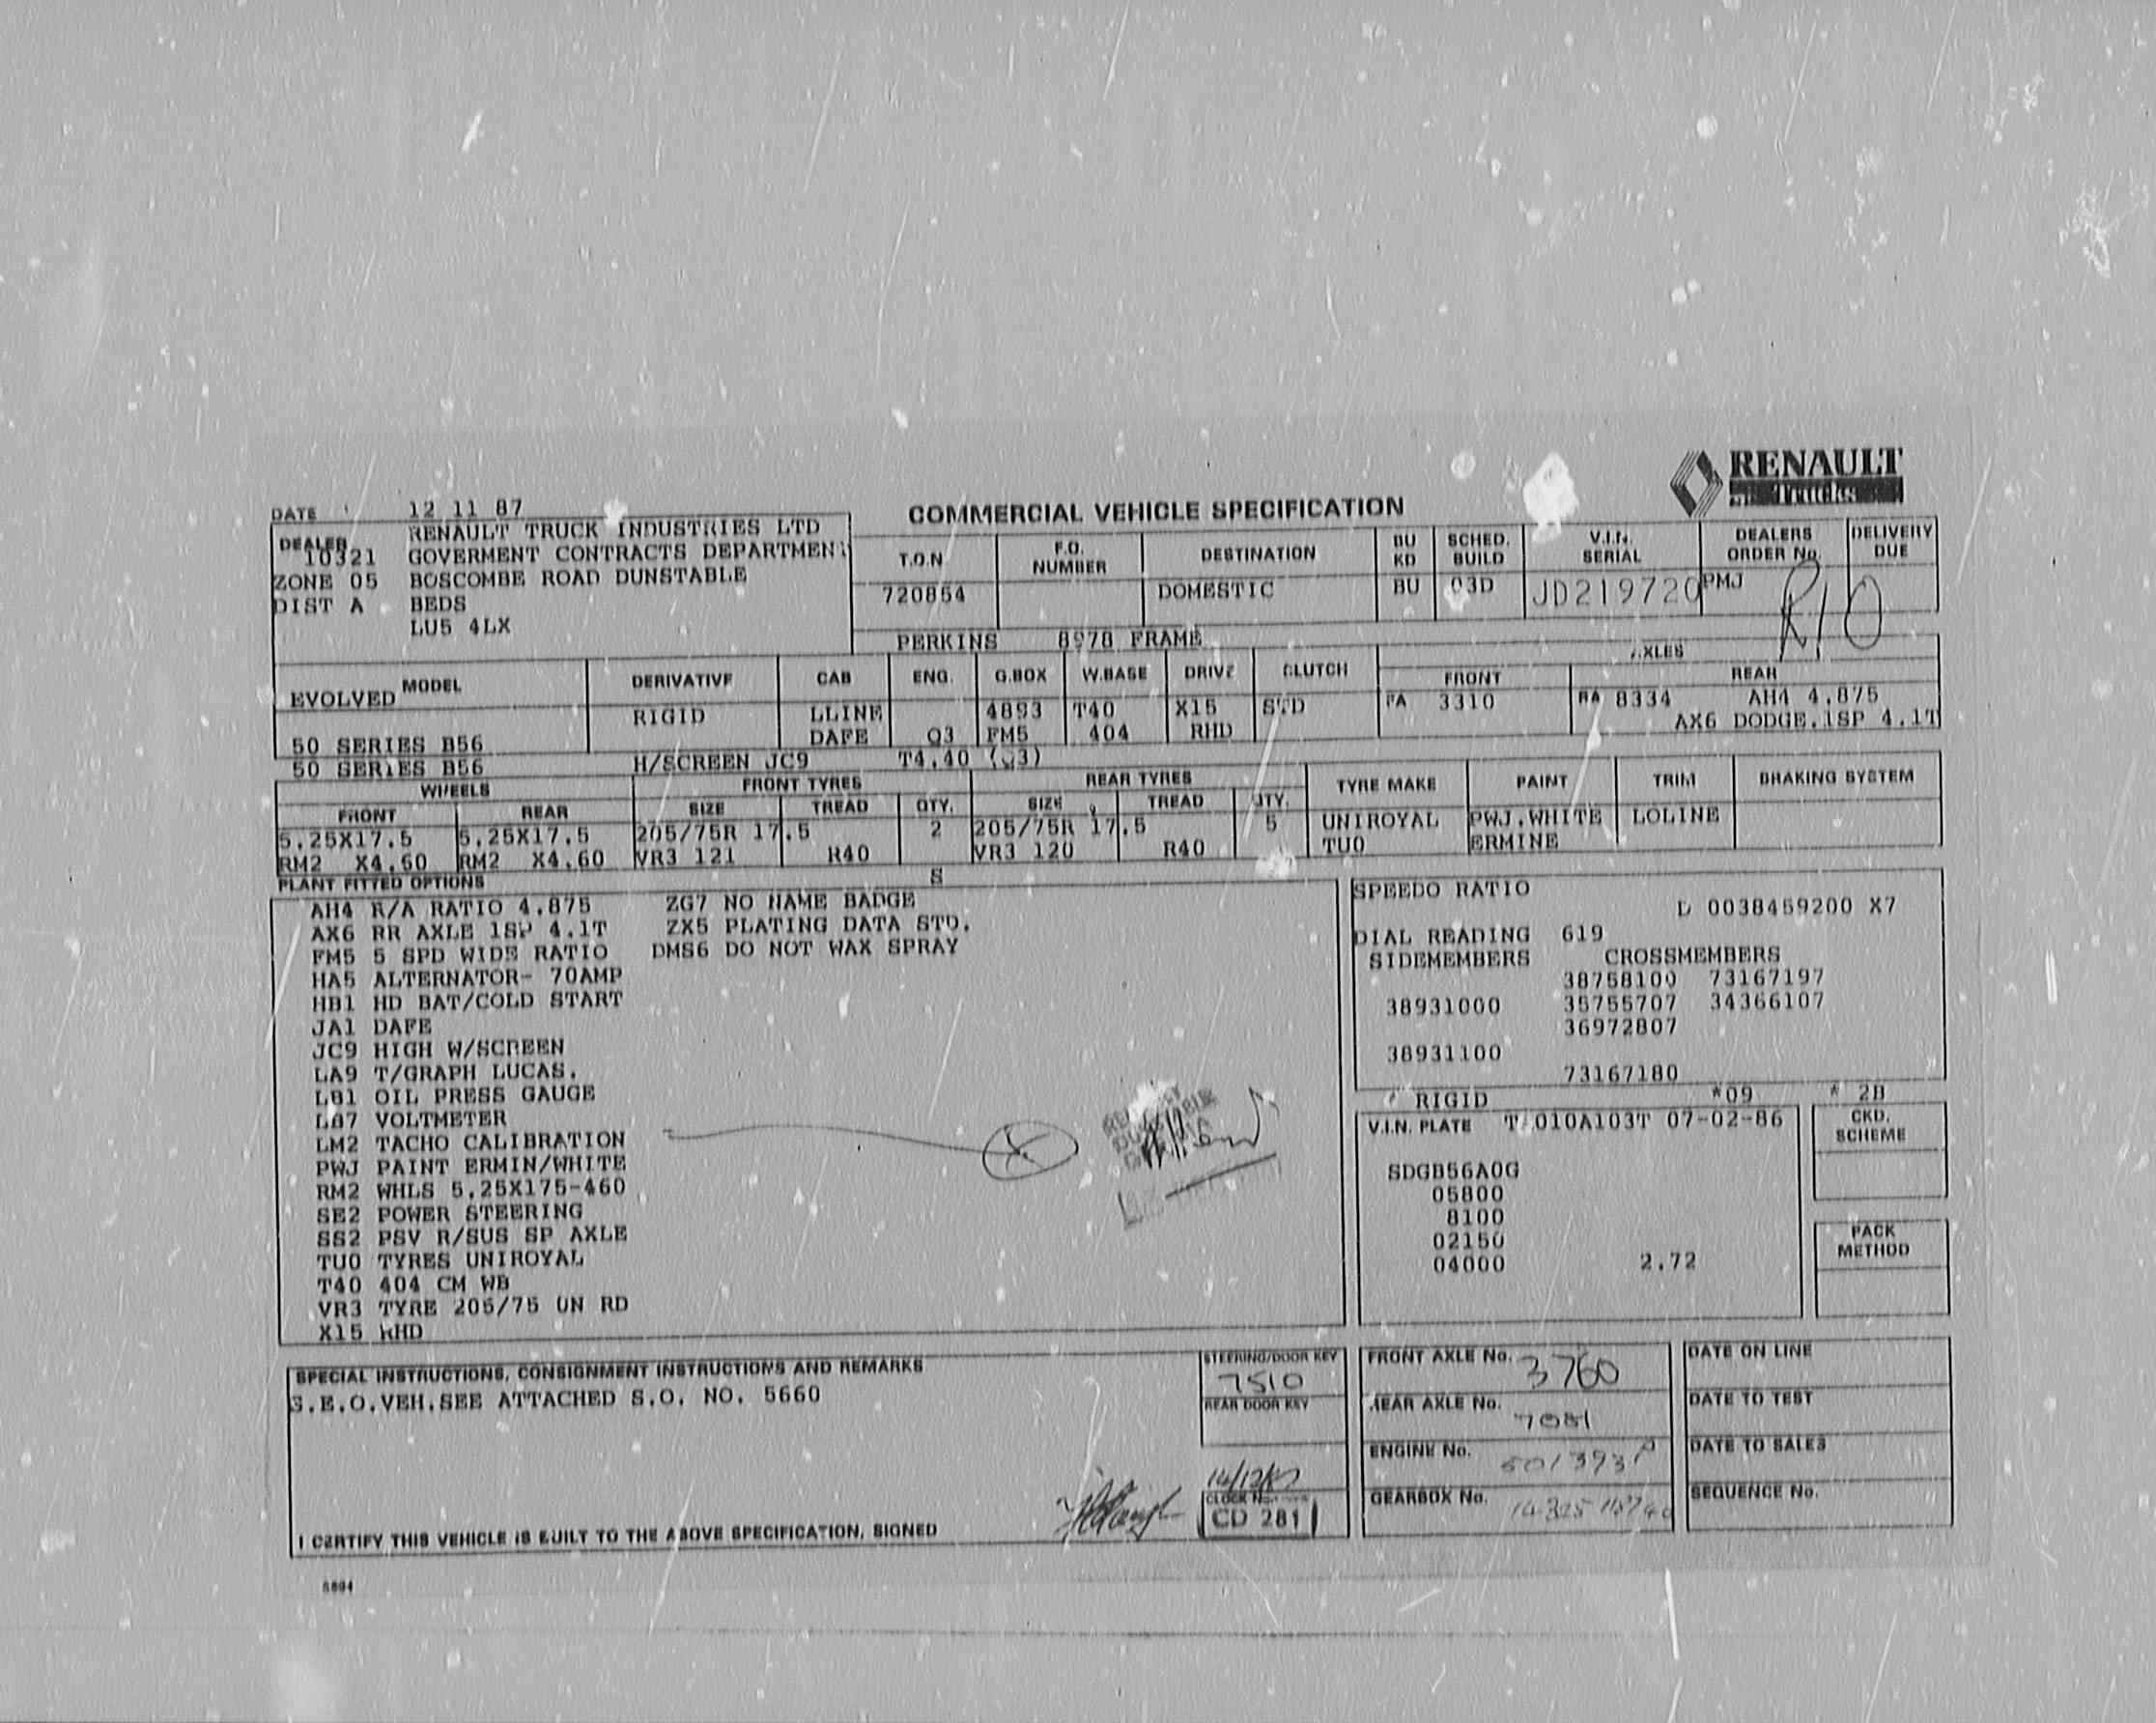 RENAULT
Trucks
DATE 12 11 87
COMMERCIAL VEHICLE SPECIFICATION
DEALER RENAULT TRUCK INDUSTRIES LTD
10321 GOVERMENT CONTRACTS DEPARTMENT
ZONE 05 BOSCOMBE ROAD DUNSTABLE
DIST A BEDS
LU5 4LX
T.O.N F.O. NUMBER DESTINATION BU KD SCHED. BUILD V.I.N. SERIAL DEALERS ORDER No. DELIVERY DUE
720854 DOMESTIC BU 03D JD219720 PMJ R10
PERKINS 8978 FRAME
MODEL DERIVATIVE CAB ENG. G.BOX W.BASE DRIVE CLUTCH AXLES
FRONT REAR
EVOLVED RIGID LLINE 4893 T40 X15 STD FA 3310 RA 8334 AH4 4.875
50 SERIES B56 DAFE Q3 FM5 404 RHD AX6 DODGE.1SP 4.1T
50 SERIES B56 H/SCREEN JC9 T4.40 (Q3)
WHEELS FRONT TYRES REAR TYRES TYRE MAKE PAINT TRIM BRAKING SYSTEM
FRONT REAR SIZE TREAD QTY. SIZE TREAD QTY.
5.25X17.5 5.25X17.5 205/75R 17.5 2 205/75R 17.5 5 UNIROYAL PWJ.WHITE LOLINE
RM2 X4.60 RM2 X4.60 VR3 121 R40 VR3 120 R40 TU0 ERMINE
PLANT FITTED OPTIONS S
AH4 R/A RATIO 4.875 ZG7 NO NAME BADGE
AX6 RR AXLE 1SP 4.1T ZX5 PLATING DATA STD.
FM5 5 SPD WIDE RATIO DMS6 DO NOT WAX SPRAY
HA5 ALTERNATOR- 70AMP
HB1 HD BAT/COLD START
JA1 DAFE
JC9 HIGH W/SCREEN
LA9 T/GRAPH LUCAS.
LB1 OIL PRESS GAUGE
LB7 VOLTMETER
LM2 TACHO CALIBRATION
PWJ PAINT ERMIN/WHITE
RM2 WHLS 5.25X175-460
SE2 POWER STEERING
SS2 PSV R/SUS SP AXLE
TU0 TYRES UNIROYAL
T40 404 CM WB
VR3 TYRE 205/75 UN RD
X15 RHD
SPEEDO RATIO
D 0038459200 X7
DIAL READING 619
SIDEMEMBERS CROSSMEMBERS
38758100 73167197
38931000 35755707 34366107
36972807
38931100
73167180
RIGID *09 * 2B
V.I.N. PLATE T 010A103T 07-02-86
SDGB56A0G
05800
8100
02150
04000 2.72
CKD. SCHEME
PACK METHOD
SPECIAL INSTRUCTIONS, CONSIGNMENT INSTRUCTIONS AND REMARKS
S.E.O.VEH.SEE ATTACHED S.O. NO. 5660
STEERING/DOOR KEY
7510
REAR DOOR KEY
14/12/87
CLOCK No.
CD 281
I CERTIFY THIS VEHICLE IS BUILT TO THE ABOVE SPECIFICATION, SIGNED
FRONT AXLE No. 3760
REAR AXLE No. 7081
ENGINE No.
GEARBOX No.
DATE ON LINE
DATE TO TEST
DATE TO SALES
SEQUENCE No.